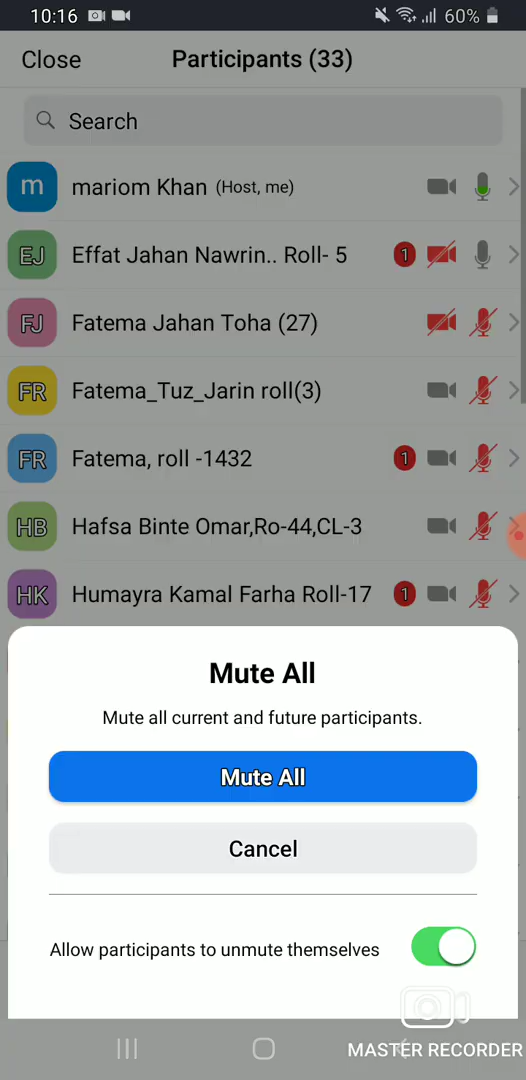 10:16 60%
Close Participants (33)
Search
m mariom Khan (Host, me)
EJ Effat Jahan Nawrin.. Roll- 5 1
FJ Fatema Jahan Toha (27)
FR Fatema_Tuz_Jarin roll(3)
FR Fatema, roll -1432 1
HB Hafsa Binte Omar,Ro-44,CL-3
HK Humayra Kamal Farha Roll-17 1
Mute All
Mute all current and future participants.
Mute All
Cancel
Allow participants to unmute themselves
MASTER RECORDER